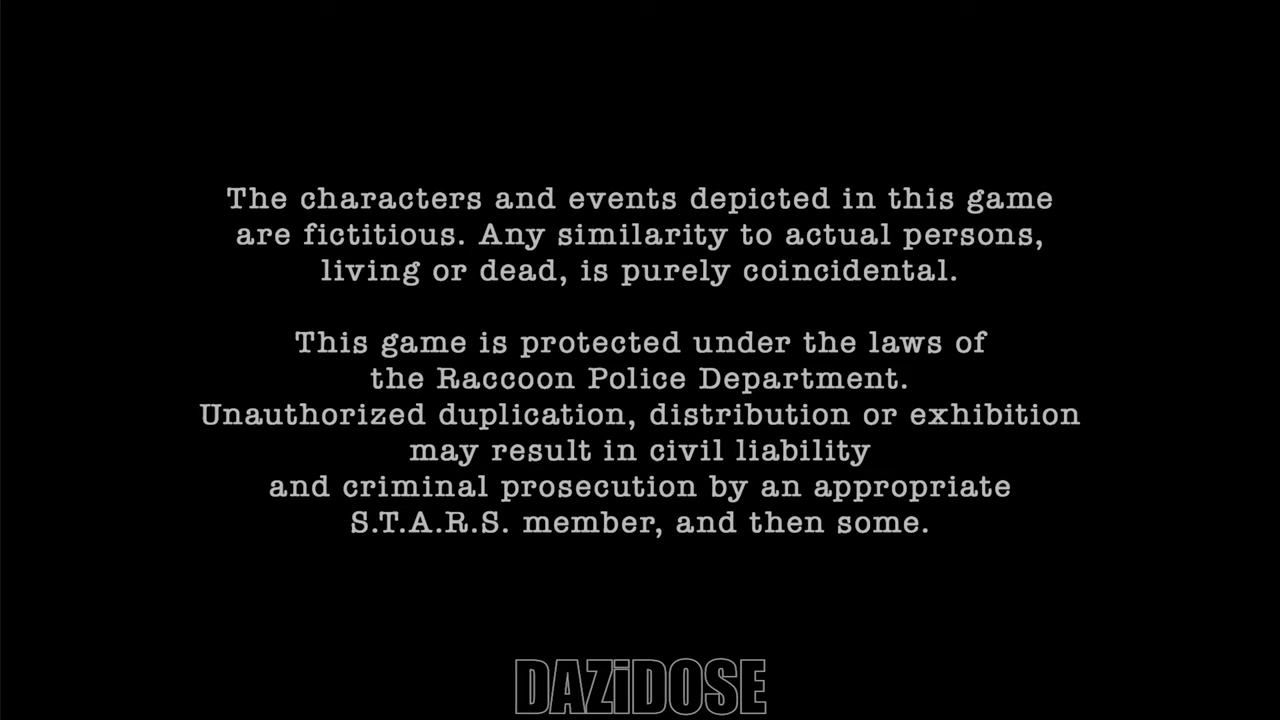 The characters and events depicted in this game
are fictitious. Any similarity to actual persons,
living or dead, is purely coincidental.
This game is protected under the laws of
the Raccoon Police Department.
Unauthorized duplication, distribution or exhibition
may result in civil liability
and criminal prosecution by an appropriate
S.T.A.R.S. member, and then some.
DAZiDOSE